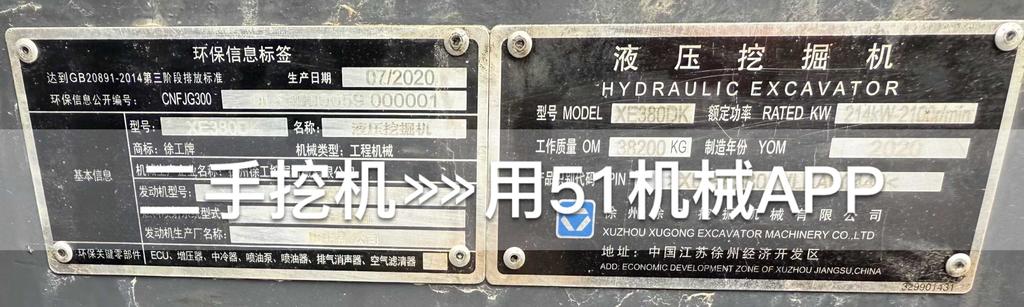 环保信息标签
达到GB20891-2014第三阶段排放标准 生产日期 07/2020
环保信息公开编号: CNFJG300 000001
基本信息
型号: XE380D 名称: 液压挖掘机
商标: 徐工牌 机械类型: 工程机械
发动机型号:
发动机生产厂名称:
环保关键零部件 ECU、增压器、中冷器、喷油泵、喷油器、排气消声器、空气滤清器
液压挖掘机
HYDRAULIC EXCAVATOR
型号 MODEL XE380DK 额定功率 RATED KW 214kW-2100r/min
工作质量 OM 38200 KG 制造年份 YOM 2020
PIN
手二挖机》》》用51机械APP
徐州徐工挖掘机械有限公司
XUZHOU XUGONG EXCAVATOR MACHINERY CO.,LTD
地址: 中国江苏徐州经济开发区
ADD: ECONOMIC DEVELOPMENT ZONE OF XUZHOU JIANGSU,CHINA
329901431